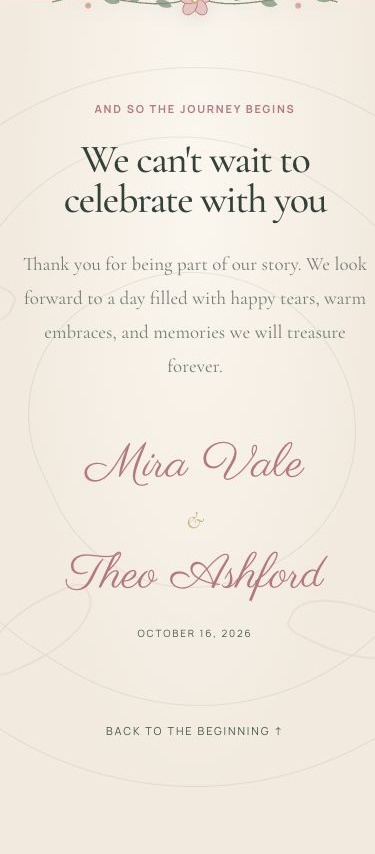 AND SO THE JOURNEY BEGINS
We can't wait to
celebrate with you
Thank you for being part of our story. We look
forward to a day filled with happy tears, warm
embraces, and memories we will treasure
forever.
Mira Vale
&
Theo Ashford
OCTOBER 16, 2026
BACK TO THE BEGINNING ↑